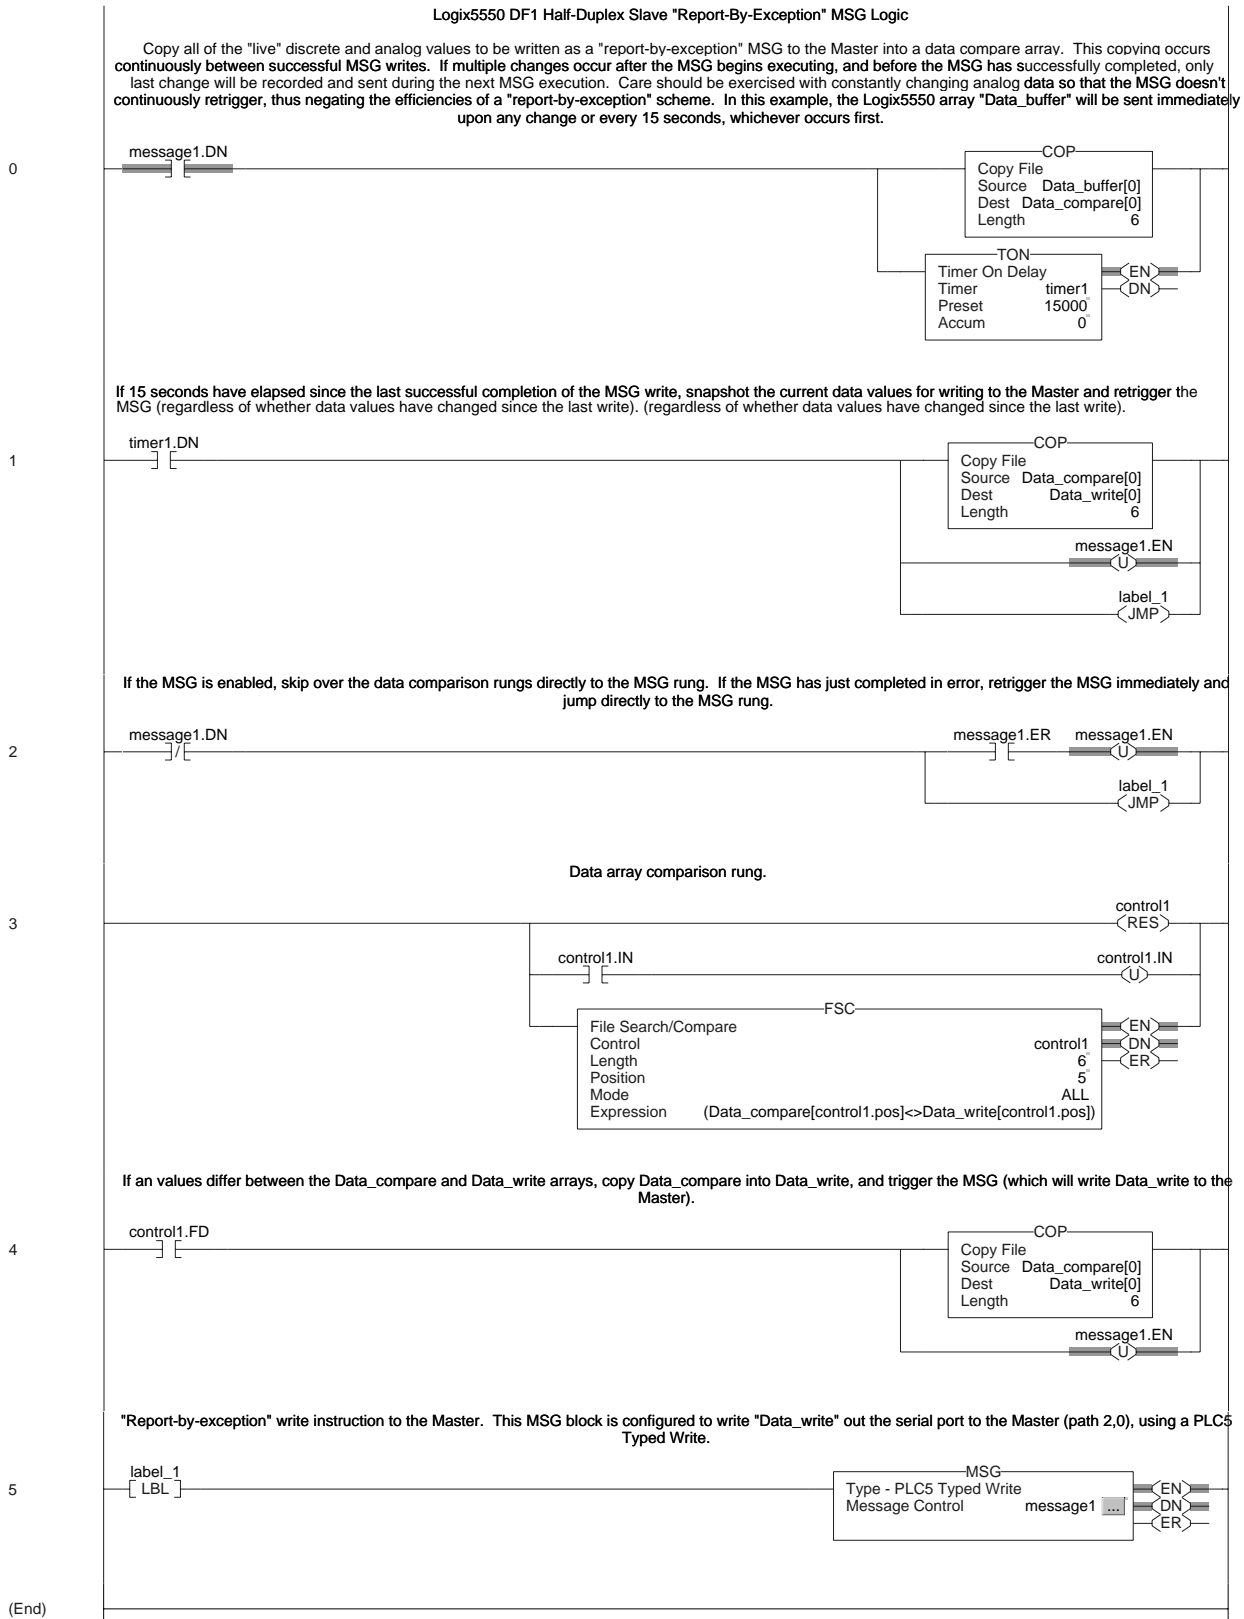 Logix5550 DF1 Half-Duplex Slave "Report-By-Exception" MSG Logic
Copy all of the "live" discrete and analog values to be written as a "report-by-exception" MSG to the Master into a data compare array. This copying occurs
continuously between successful MSG writes. If multiple changes occur after the MSG begins executing, and before the MSG has successfully completed, only
last change will be recorded and sent during the next MSG execution. Care should be exercised with constantly changing analog data so that the MSG doesn't
continuously retrigger, thus negating the efficiencies of a "report-by-exception" scheme. In this example, the Logix5550 array "Data_buffer" will be sent immediately
upon any change or every 15 seconds, whichever occurs first.
0
message1.DN
COP
Copy File
Source Data_buffer[0]
Dest Data_compare[0]
Length 6
TON
Timer On Delay
Timer timer1
Preset 15000
Accum 0
EN
DN
If 15 seconds have elapsed since the last successful completion of the MSG write, snapshot the current data values for writing to the Master and retrigger the
MSG (regardless of whether data values have changed since the last write). (regardless of whether data values have changed since the last write).
1
timer1.DN
COP
Copy File
Source Data_compare[0]
Dest Data_write[0]
Length 6
message1.EN
U
label_1
JMP
If the MSG is enabled, skip over the data comparison rungs directly to the MSG rung. If the MSG has just completed in error, retrigger the MSG immediately and
jump directly to the MSG rung.
2
message1.DN
/
message1.ER message1.EN
U
label_1
JMP
Data array comparison rung.
3
control1
RES
control1.IN control1.IN
U
FSC
File Search/Compare
Control control1
Length 6
Position 5
Mode ALL
Expression (Data_compare[control1.pos]<>Data_write[control1.pos])
EN
DN
ER
If an values differ between the Data_compare and Data_write arrays, copy Data_compare into Data_write, and trigger the MSG (which will write Data_write to the
Master).
4
control1.FD
COP
Copy File
Source Data_compare[0]
Dest Data_write[0]
Length 6
message1.EN
U
"Report-by-exception" write instruction to the Master. This MSG block is configured to write "Data_write" out the serial port to the Master (path 2,0), using a PLC5
Typed Write.
5
label_1
LBL
MSG
Type - PLC5 Typed Write
Message Control message1 ...
EN
DN
ER
(End)